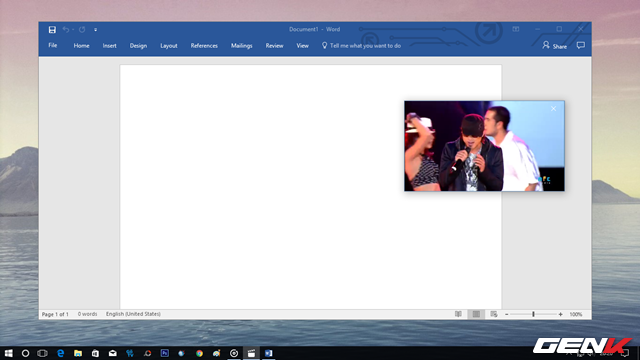 Document1 - Word
File Home Insert Design Layout References Mailings Review View Tell me what you want to do Share
Page 1 of 1 0 words English (United States) 100%
GENK